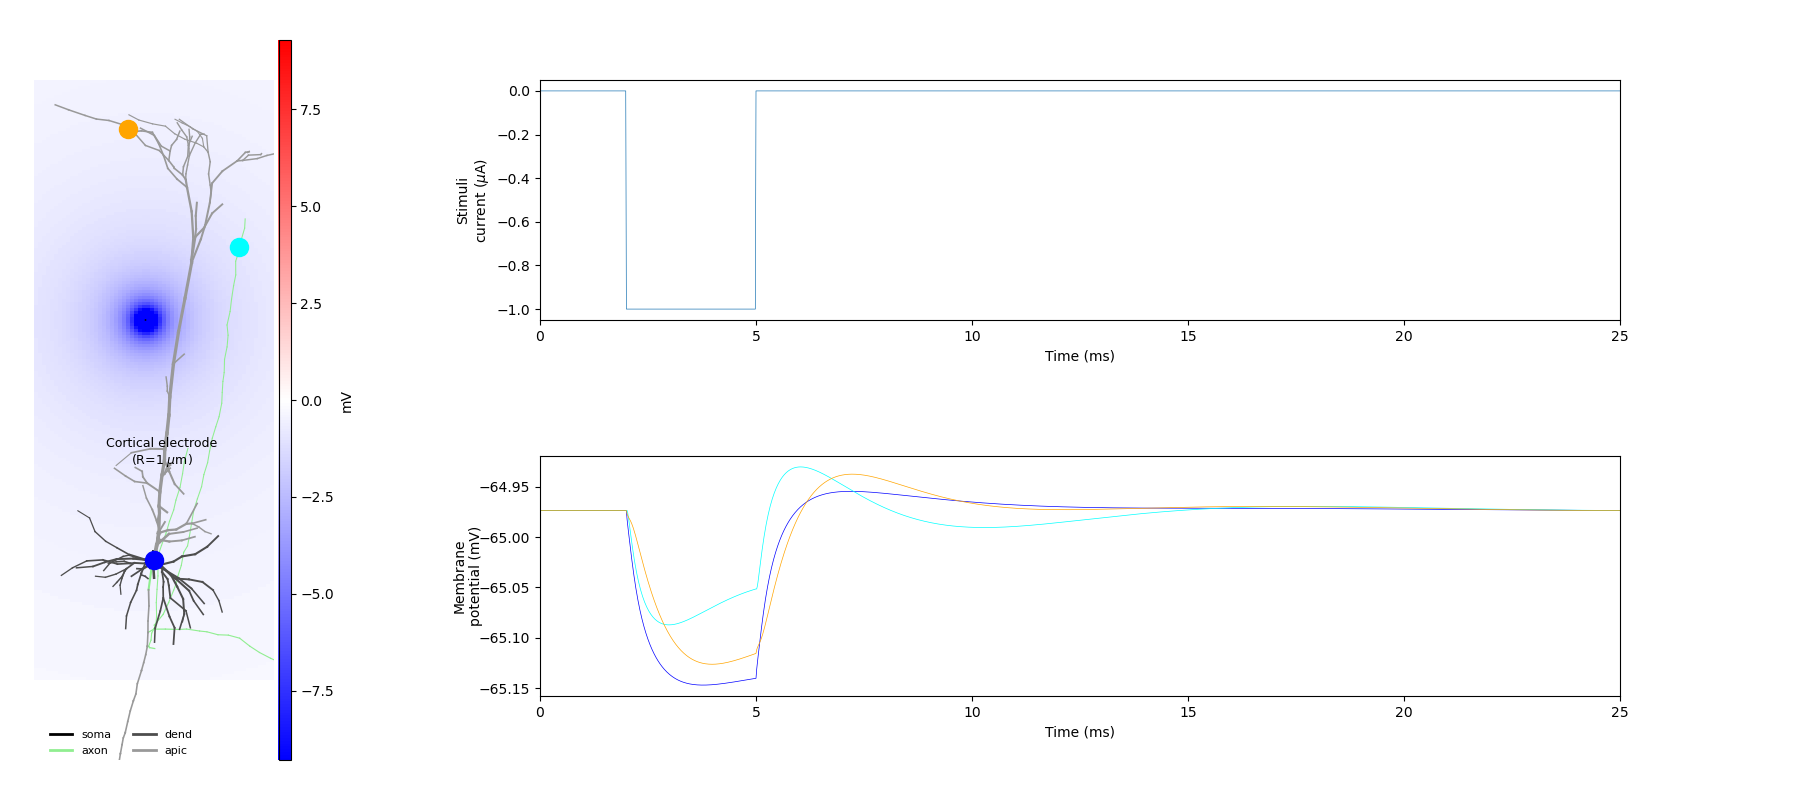 7.5
5.0
2.5
0.0
−2.5
−5.0
−7.5
mV
Cortical electrode
(R=1 μm)
soma
axon
dend
apic
0.0
−0.2
−0.4
−0.6
−0.8
−1.0
Stimuli
current (μA)
0 5 10 15 20 25
Time (ms)
−64.95
−65.00
−65.05
−65.10
−65.15
Membrane
potential (mV)
0 5 10 15 20 25
Time (ms)